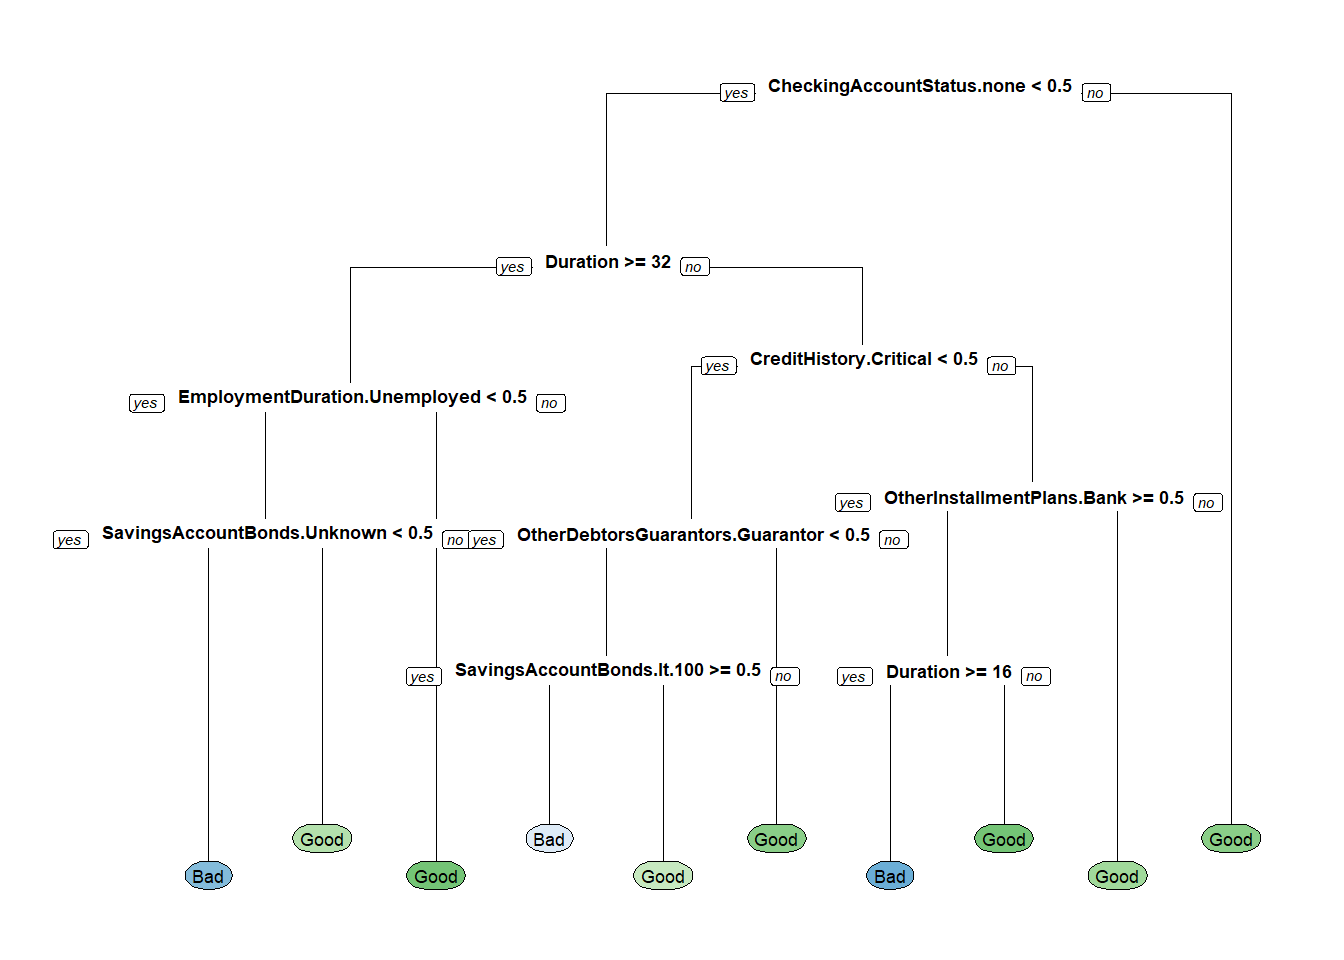 yes CheckingAccountStatus.none < 0.5 no
yes Duration >= 32 no
yes CreditHistory.Critical < 0.5 no
yes EmploymentDuration.Unemployed < 0.5 no
yes OtherInstallmentPlans.Bank >= 0.5 no
yes SavingsAccountBonds.Unknown < 0.5 no yes OtherDebtorsGuarantors.Guarantor < 0.5 no
yes SavingsAccountBonds.lt.100 >= 0.5 no yes Duration >= 16 no
Good Bad Good Good Good
Bad Good Good Bad Good